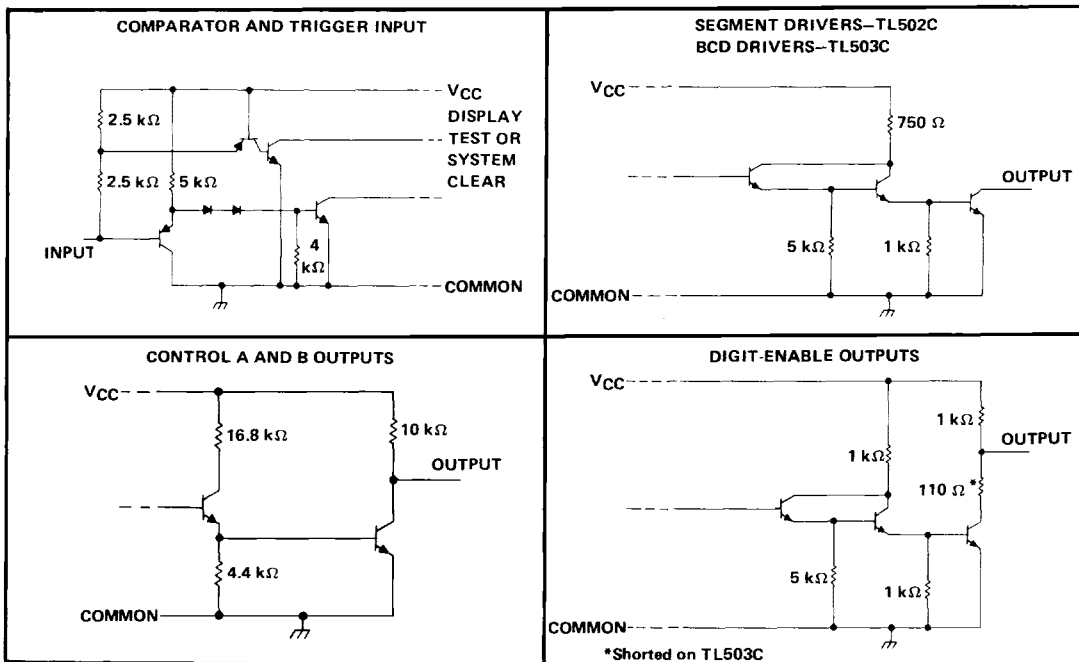 COMPARATOR AND TRIGGER INPUT
VCC
DISPLAY
TEST OR
SYSTEM
CLEAR
2.5 kΩ
2.5 kΩ
5 kΩ
INPUT
4
kΩ
COMMON
SEGMENT DRIVERS–TL502C
BCD DRIVERS–TL503C
VCC
750 Ω
OUTPUT
5 kΩ
1 kΩ
COMMON
CONTROL A AND B OUTPUTS
VCC
16.8 kΩ
10 kΩ
OUTPUT
4.4 kΩ
COMMON
DIGIT-ENABLE OUTPUTS
VCC
1 kΩ
OUTPUT
1 kΩ
110 Ω*
5 kΩ
1 kΩ
COMMON
*Shorted on TL503C